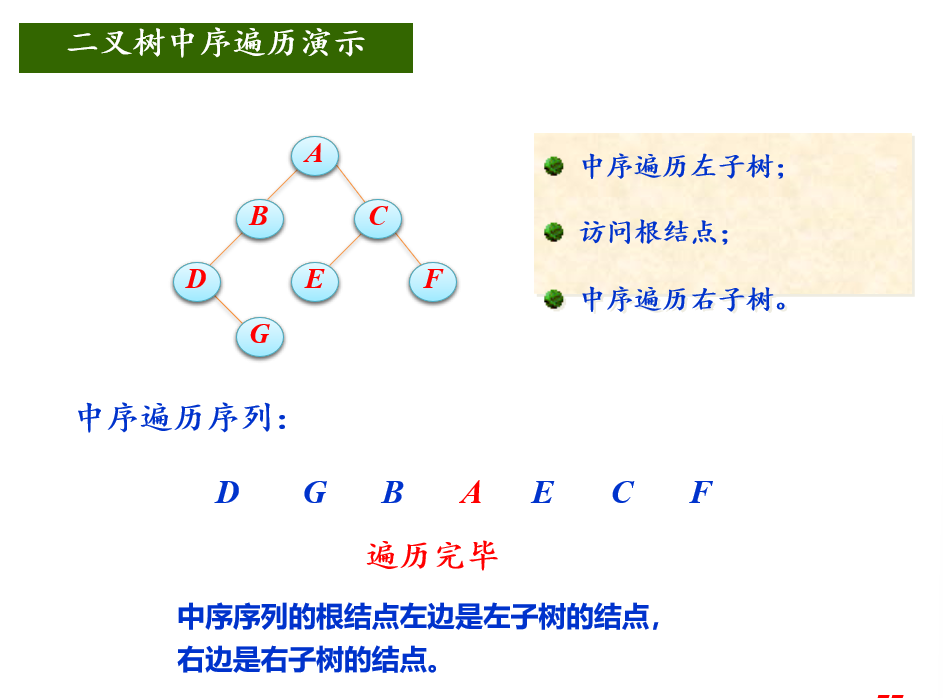 二叉树中序遍历演示
A
中序遍历左子树；
B
C
访问根结点；
D
E
F
中序遍历右子树。
G
中序遍历序列：
D G B A E C F
遍历完毕
中序序列的根结点左边是左子树的结点，
右边是右子树的结点。